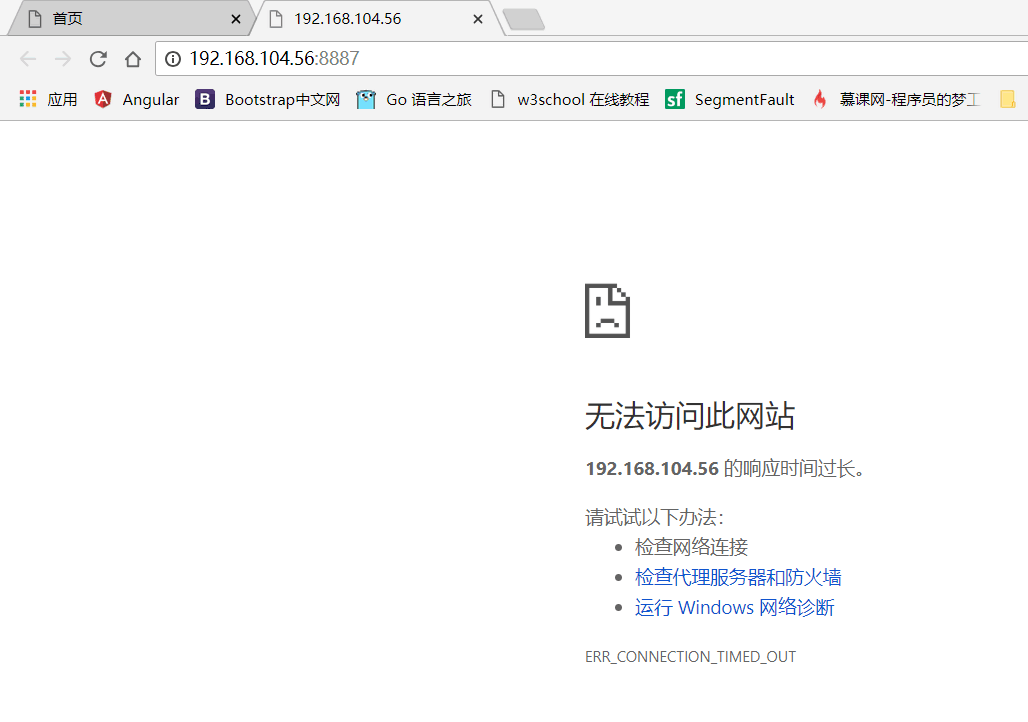 首页
192.168.104.56
192.168.104.56:8887
应用 Angular Bootstrap中文网 Go 语言之旅 w3school 在线教程 SegmentFault 慕课网-程序员的梦工
无法访问此网站
192.168.104.56 的响应时间过长。
请试试以下办法:
检查网络连接
检查代理服务器和防火墙
运行 Windows 网络诊断
ERR_CONNECTION_TIMED_OUT